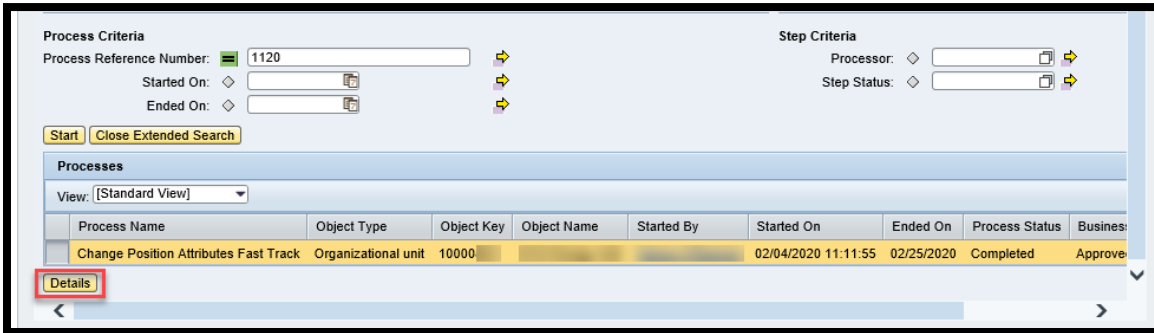 Process Criteria Step Criteria
Process Reference Number: 1120 Processor:
Started On: Step Status:
Ended On:
Start Close Extended Search
Processes
View: [Standard View]
Process Name Object Type Object Key Object Name Started By Started On Ended On Process Status Busines
Change Position Attributes Fast Track Organizational unit 10000 02/04/2020 11:11:55 02/25/2020 Completed Approve
Details